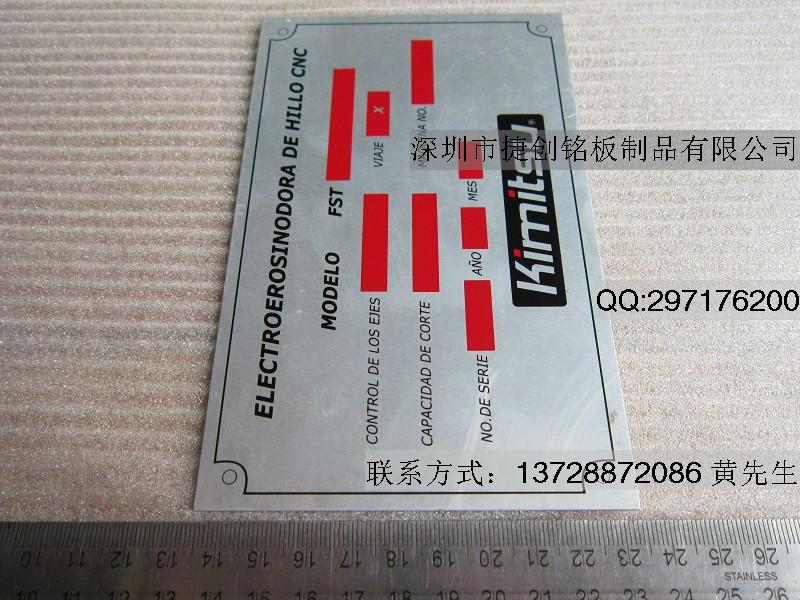 ELECTROEROSINODORA DE HILLO CNC
MODELO FST
CONTROL DE LOS EJES VIAJE X
CAPACIDAD DE CORTE NO.
NO.DE SERIE AÑO MES
Kimitsu®
深圳市捷创铭板制品有限公司
QQ:297176200
联系方式：13728872086 黄先生
10 11 12 13 14 15 16 17 18 19 20 21 22 23 24 25 26
STAINLESS